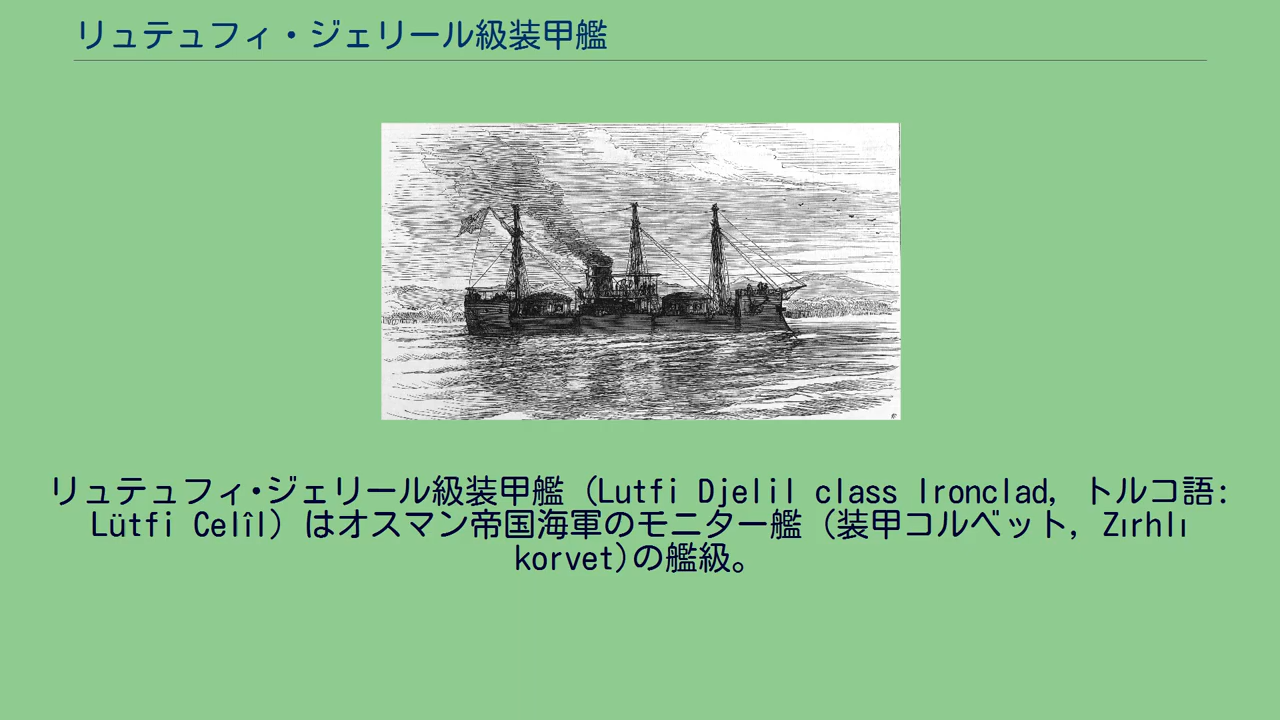 リュテュフィ・ジェリール級装甲艦
リュテュフィ・ジェリール級装甲艦（Lutfi Djelil class Ironclad, トルコ語:
Lütfi Celîl）はオスマン帝国海軍のモニター艦（装甲コルベット, Zırhlı
korvet)の艦級。